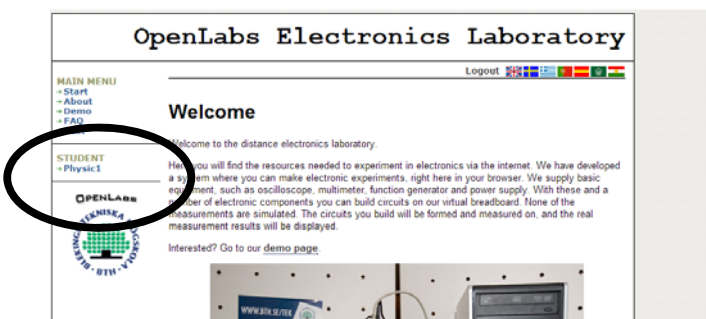 OpenLabs Electronics Laboratory
Logout
MAIN MENU
Start
About
Demo
FAQ
STUDENT
Physic1
OPENLABS
BLEKINGE TEKNISKA HÖGSKOLA
· BTH ·
Welcome
Welcome to the distance electronics laboratory.
Here you will find the resources needed to experiment in electronics via the internet. We have developed
a system where you can make electronic experiments, right here in your browser. We supply basic
equipment, such as oscilloscope, multimeter, function generator and power supply. With these and a
number of electronic components you can build circuits on our virtual breadboard. None of the
measurements are simulated. The circuits you build will be formed and measured on, and the real
measurement results will be displayed.
Interested? Go to our demo page.
WWW.BTH.SE/TEK